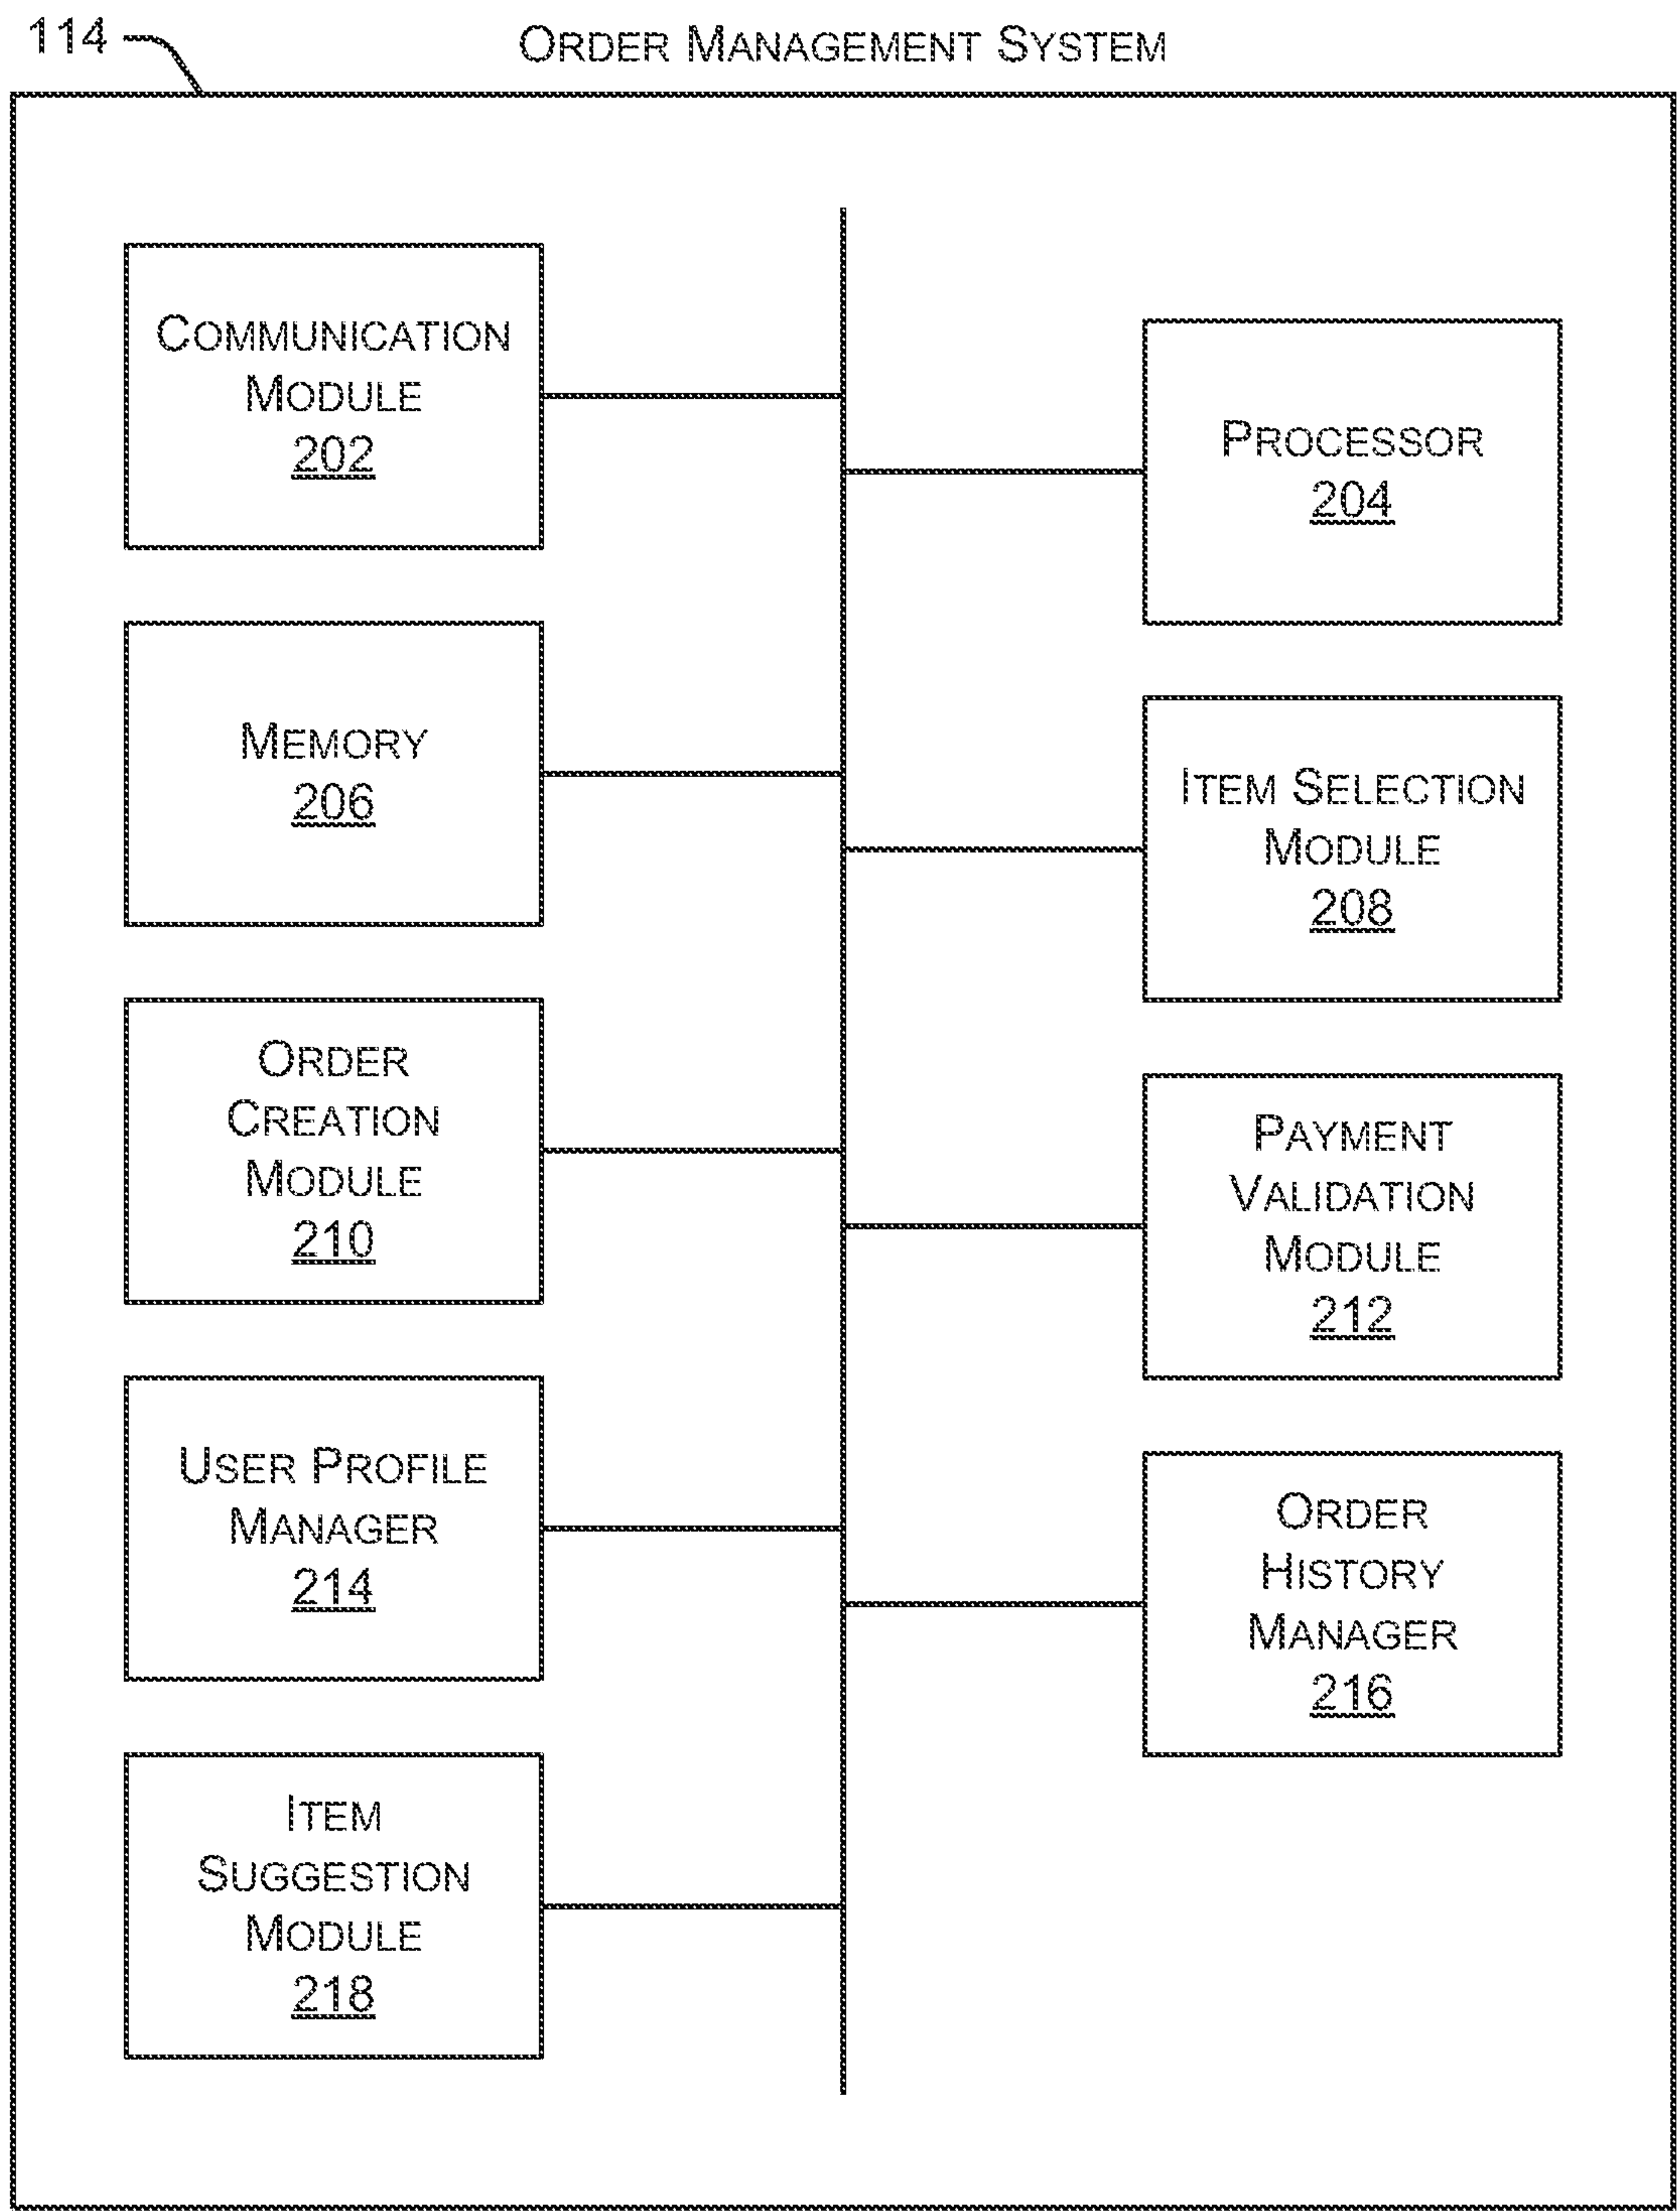 114
ORDER MANAGEMENT SYSTEM
COMMUNICATION
MODULE
202
PROCESSOR
204
MEMORY
206
ITEM SELECTION
MODULE
208
ORDER
CREATION
MODULE
210
PAYMENT
VALIDATION
MODULE
212
USER PROFILE
MANAGER
214
ORDER
HISTORY
MANAGER
216
ITEM
SUGGESTION
MODULE
218